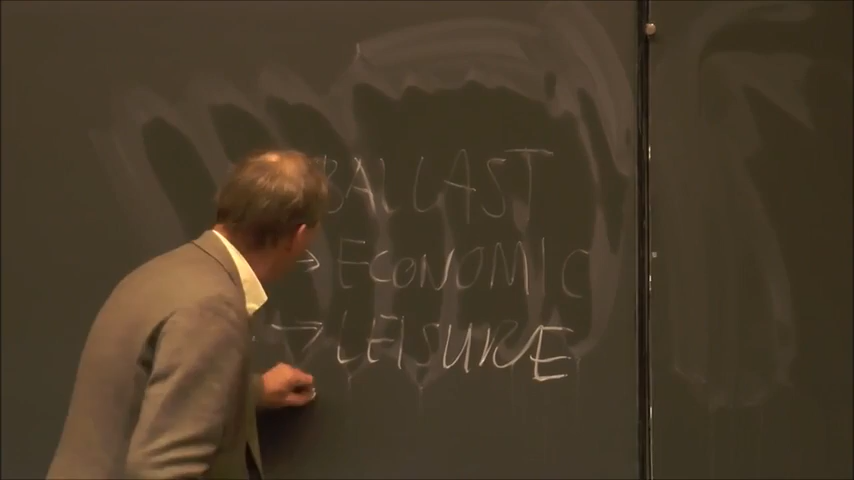 BALLAST
→ ECONOMIC
→ LEISURE